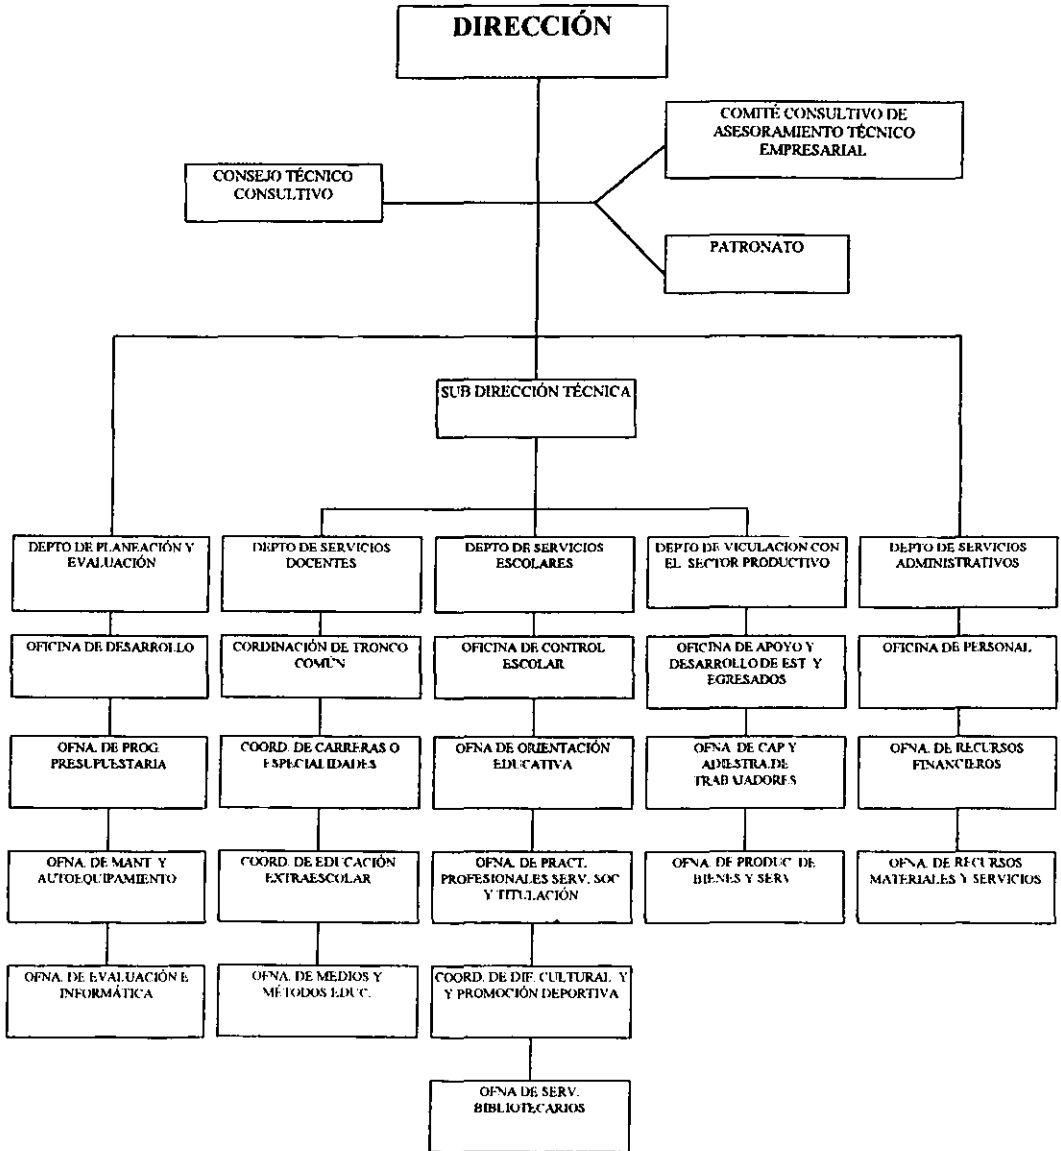 DIRECCIÓN
COMITÉ CONSULTIVO DE
ASESORAMIENTO TÉCNICO
EMPRESARIAL
CONSEJO TÉCNICO
CONSULTIVO
PATRONATO
SUB DIRECCIÓN TÉCNICA
DEPTO DE PLANEACIÓN Y
EVALUACIÓN
DEPTO DE SERVICIOS
DOCENTES
DEPTO DE SERVICIOS
ESCOLARES
DEPTO DE VICULACION CON
EL SECTOR PRODUCTIVO
DEPTO DE SERVICIOS
ADMINISTRATIVOS
OFICINA DE DESARROLLO
CORDINACIÓN DE TRONCO
COMÚN
OFICINA DE CONTROL
ESCOLAR
OFICINA DE APOYO Y
DESARROLLO DE EST Y
EGRESADOS
OFICINA DE PERSONAL
OFNA. DE PROG.
PRESUPUESTARIA
COORD. DE CARRERAS O
ESPECIALIDADES
OFNA DE ORIENTACIÓN
EDUCATIVA
OFNA. DE CAP Y
ADIESTRA.DE
TRABAJADORES
OFNA. DE RECURSOS
FINANCIEROS
OFNA. DE MANT Y
AUTOEQUIPAMIENTO
COORD. DE EDUCACIÓN
EXTRAESCOLAR
OFNA. DE PRACT.
PROFESIONALES SERV. SOC
Y TITULACIÓN
OFNA. DE PRODUC. DE
BIENES Y SERV
OFNA. DE RECURSOS
MATERIALES Y SERVICIOS
OFNA. DE EVALUACIÓN E
INFORMÁTICA
OFNA. DE MEDIOS Y
MÉTODOS EDUC.
COORD. DE DIF. CULTURAL Y
Y PROMOCIÓN DEPORTIVA
OFNA DE SERV.
BIBLIOTECARIOS